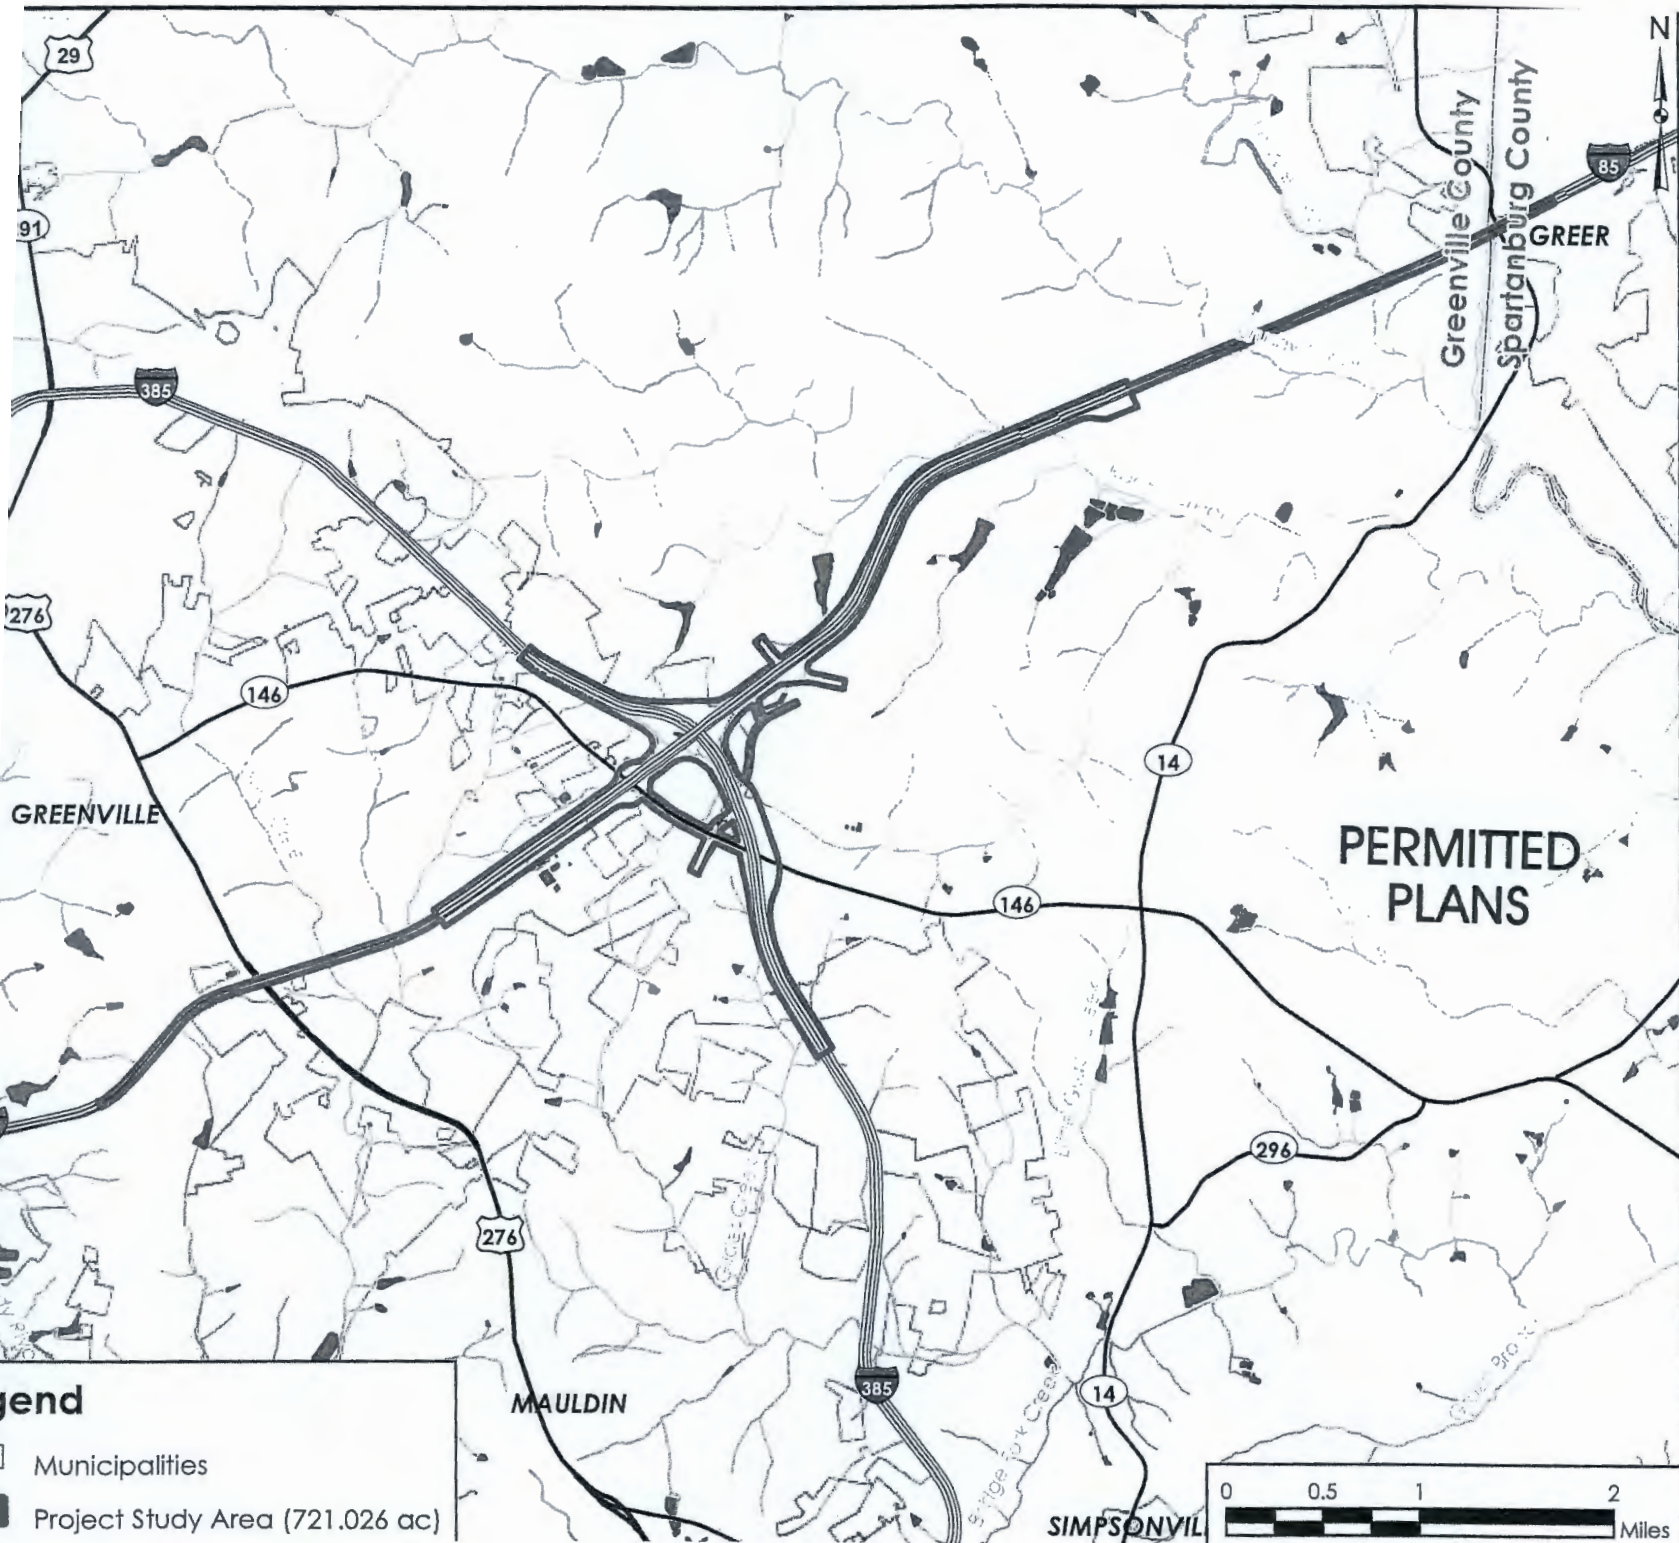 29
N
Greenville County
Spartanburg County
85
91
GREER
385
276
146
14
GREENVILLE
PERMITTED
PLANS
146
296
276
385
14
gend
MAULDIN
Municipalities
Project Study Area (721.026 ac)
SIMPSONVIL
0 0.5 1 2
Miles